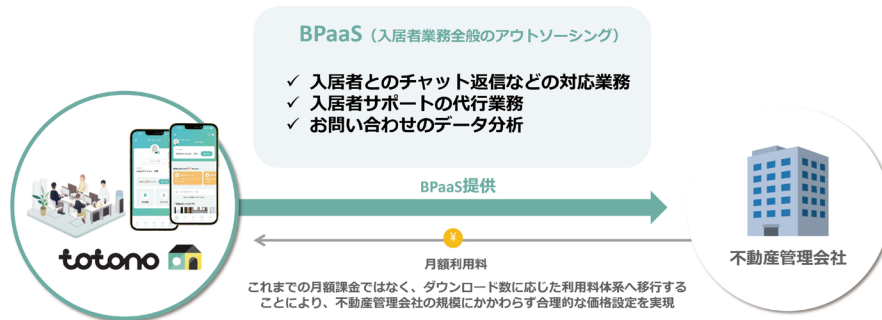 BPaaS（入居者業務全般のアウトソーシング）
✓ 入居者とのチャット返信などの対応業務
✓ 入居者サポートの代行業務
✓ お問い合わせのデータ分析
BPaaS提供
¥
totono
不動産管理会社
月額利用料
これまでの月額課金ではなく、ダウンロード数に応じた利用料体系へ移行する
ことにより、不動産管理会社の規模にかかわらず合理的な価格設定を実現